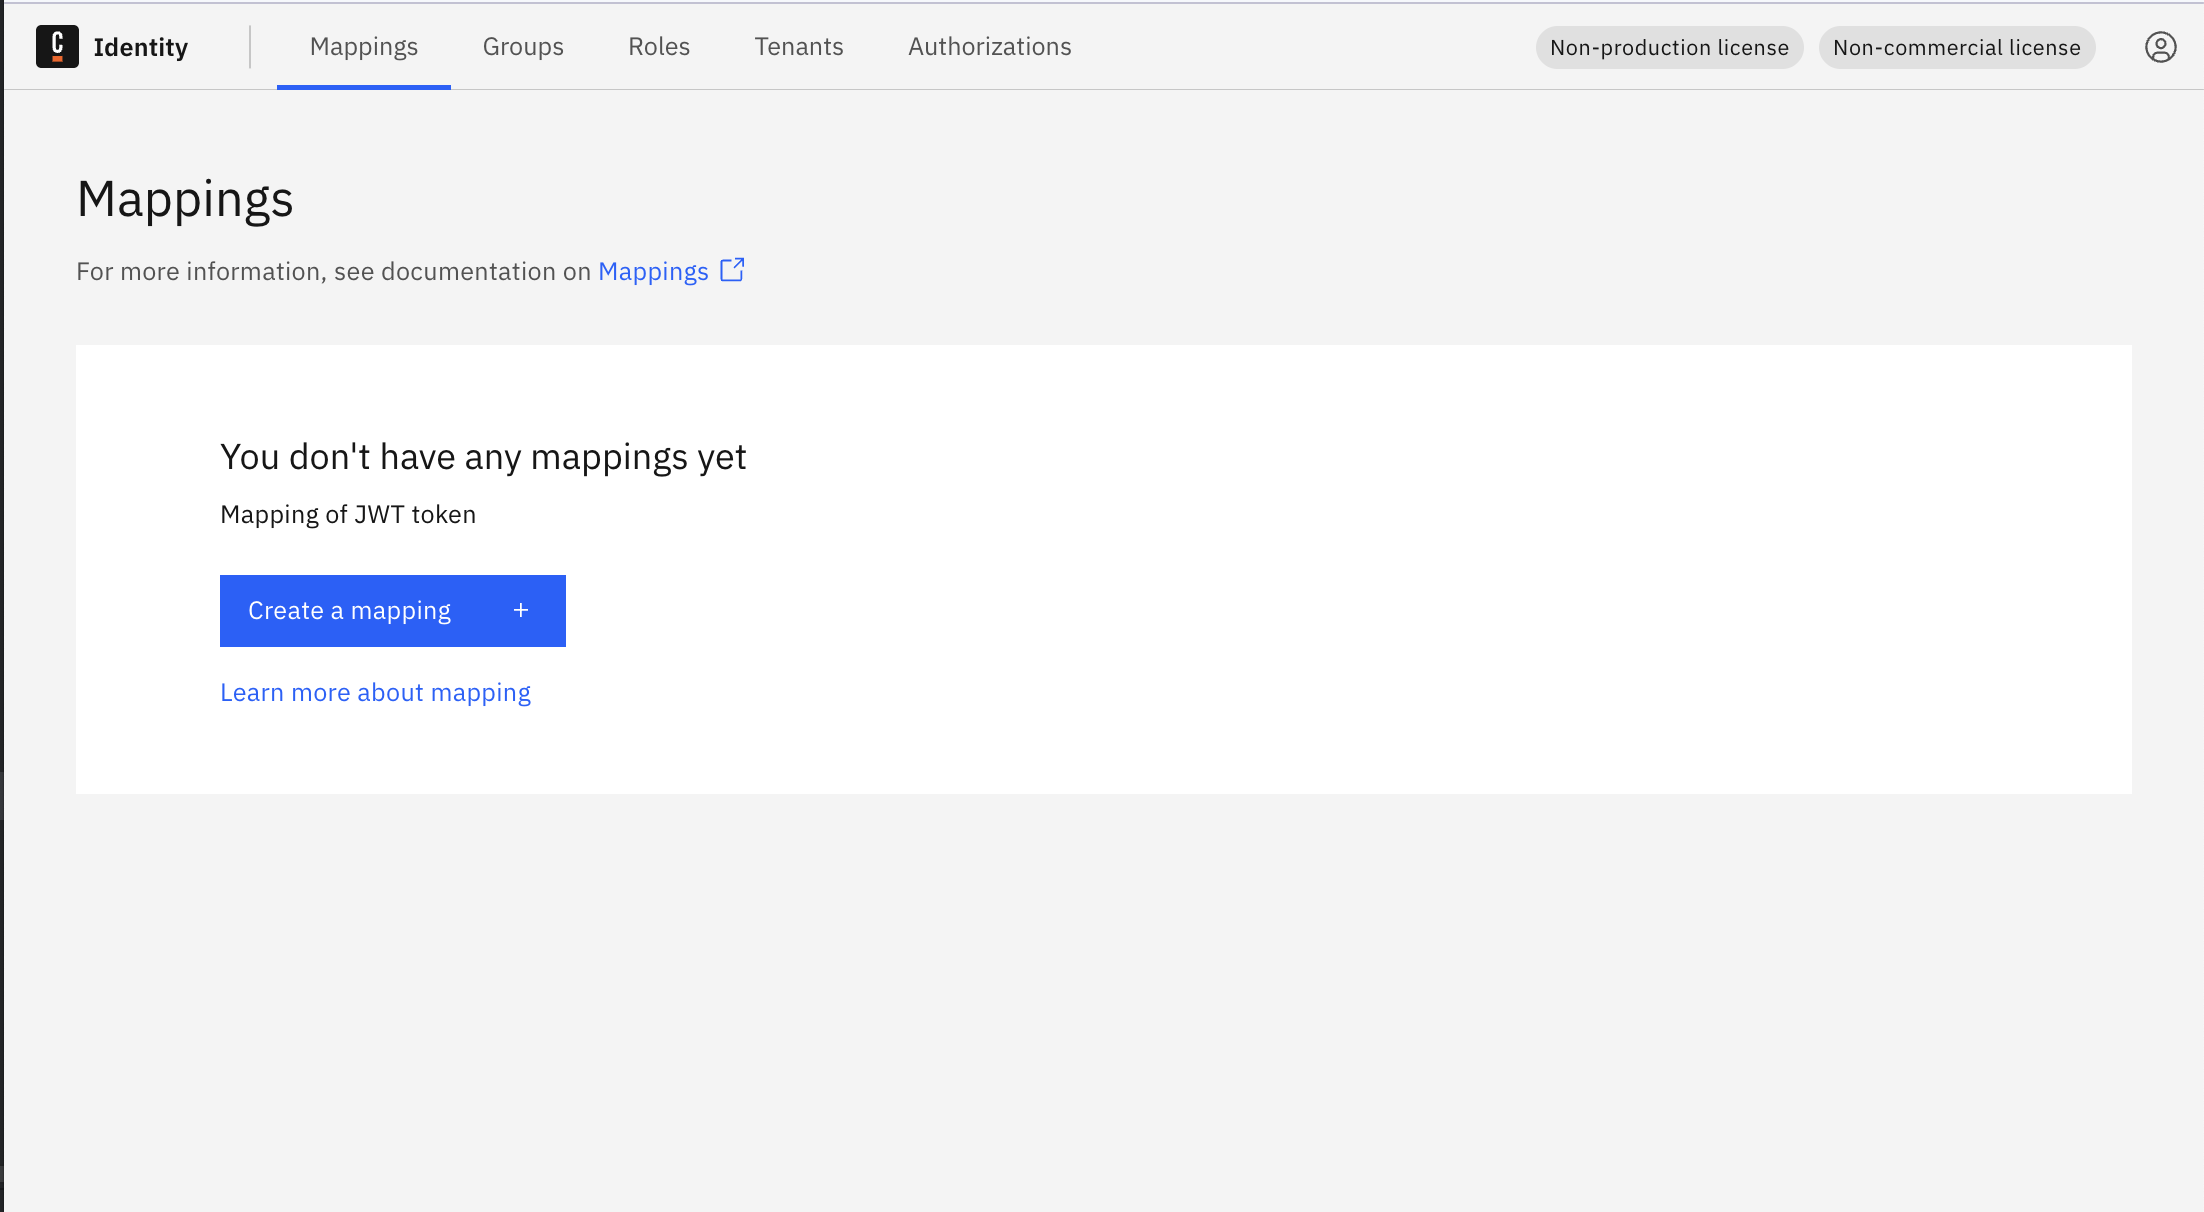 C Identity Mappings Groups Roles Tenants Authorizations Non-production license Non-commercial license
Mappings
For more information, see documentation on Mappings
You don't have any mappings yet
Mapping of JWT token
Create a mapping +
Learn more about mapping